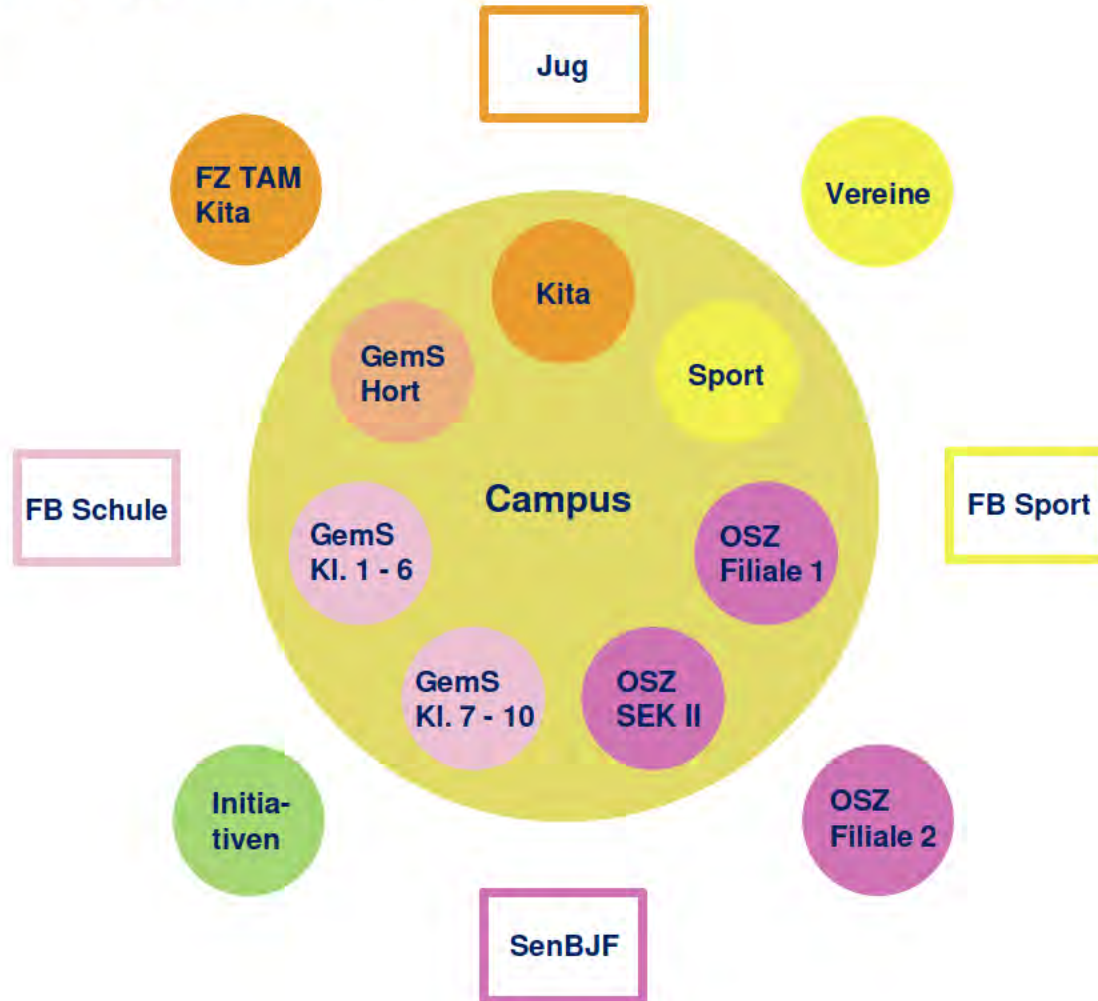 Jug
FZ TAM
Kita
Vereine
Kita
GemS
Hort
Sport
FB Schule
Campus
FB Sport
GemS
Kl. 1 - 6
OSZ
Filiale 1
GemS
Kl. 7 - 10
OSZ
SEK II
Initia-
tiven
OSZ
Filiale 2
SenBJF